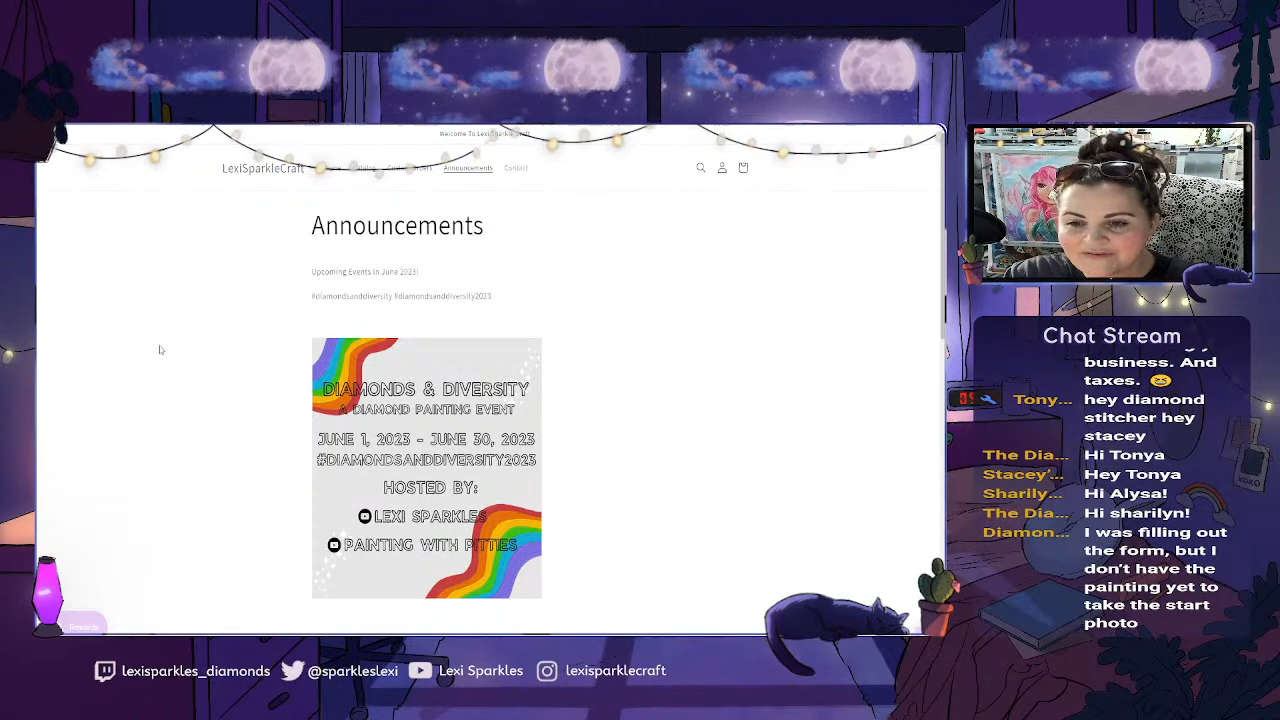 Welcome To LexiSparkleCraft
LexiSparkleCraft
Announcements
Contact
Announcements
Upcoming Events In June 2023!
#diamondsanddiversity #diamondsanddiversity2023
DIAMONDS & DIVERSITY
A DIAMOND PAINTING EVENT
JUNE 1, 2023 - JUNE 30, 2023
#DIAMONDSANDDIVERSITY2023
HOSTED BY:
LEXI SPARKLES
PAINTING WITH PITTIES
Rewards
Chat Stream
business. And
taxes.
Tony... hey diamond
stitcher hey
stacey
The Dia... Hi Tonya
Stacey'... Hey Tonya
Sharily... Hi Alysa!
The Dia... Hi sharilyn!
Diamon... I was filling out
the form, but I
don't have the
painting yet to
take the start
photo
XOXO
lexisparkles_diamonds @sparkleslexi Lexi Sparkles lexisparklecraft